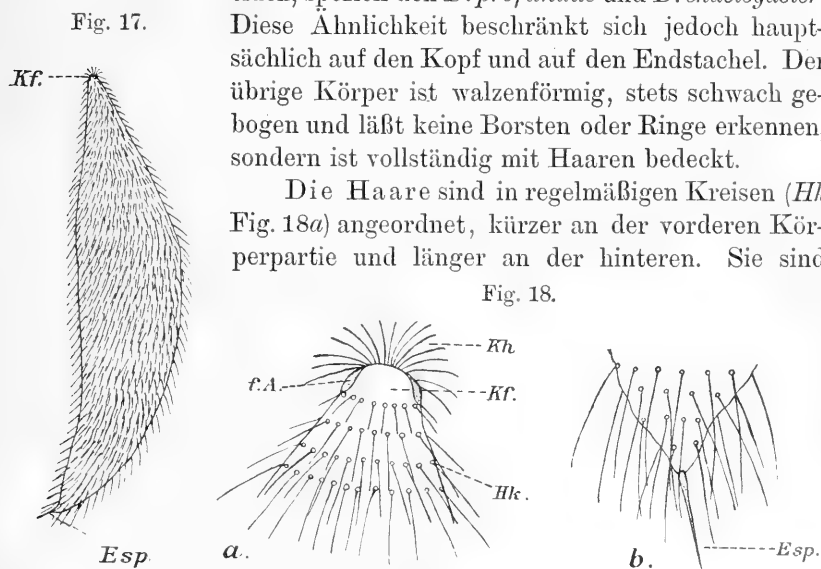 Fig. 17.
Diese Ähnlichkeit beschränkt sich jedoch haupt-
sächlich auf den Kopf und auf den Endstachel. Der
übrige Körper ist walzenförmig, stets schwach ge-
bogen und läßt keine Borsten oder Ringe erkennen
sondern ist vollständig mit Haaren bedeckt.
Die Haare sind in regelmäßigen Kreisen (Hk
Fig. 18a) angeordnet, kürzer an der vorderen Kör-
perpartie und länger an der hinteren. Sie sind
Kf.
Esp.
Fig. 18.
Kh
f.A.
Kf.
Hk.
a.
b.
Esp.